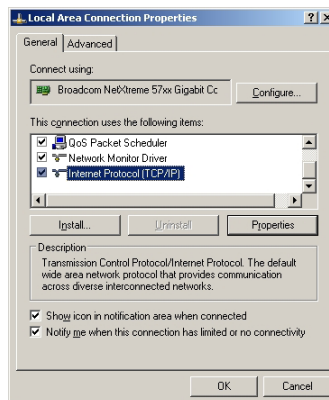 Local Area Connection Properties
General Advanced
Connect using:
Broadcom NetXtreme 57xx Gigabit Cc
Configure...
This connection uses the following items:
QoS Packet Scheduler
Network Monitor Driver
Internet Protocol (TCP/IP)
Install... Uninstall Properties
Description
Transmission Control Protocol/Internet Protocol. The default
wide area network protocol that provides communication
across diverse interconnected networks.
Show icon in notification area when connected
Notify me when this connection has limited or no connectivity
OK Cancel